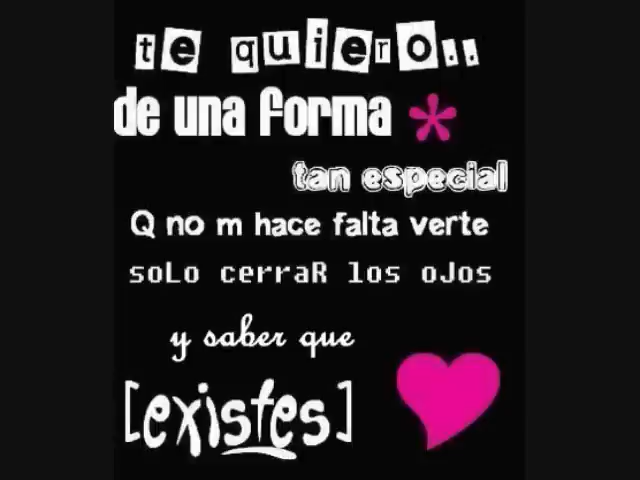 te quiero..
de una forma *
tan especial
Q no m hace falta verte
soLo cerraR los oJos
y saber que
[existes]